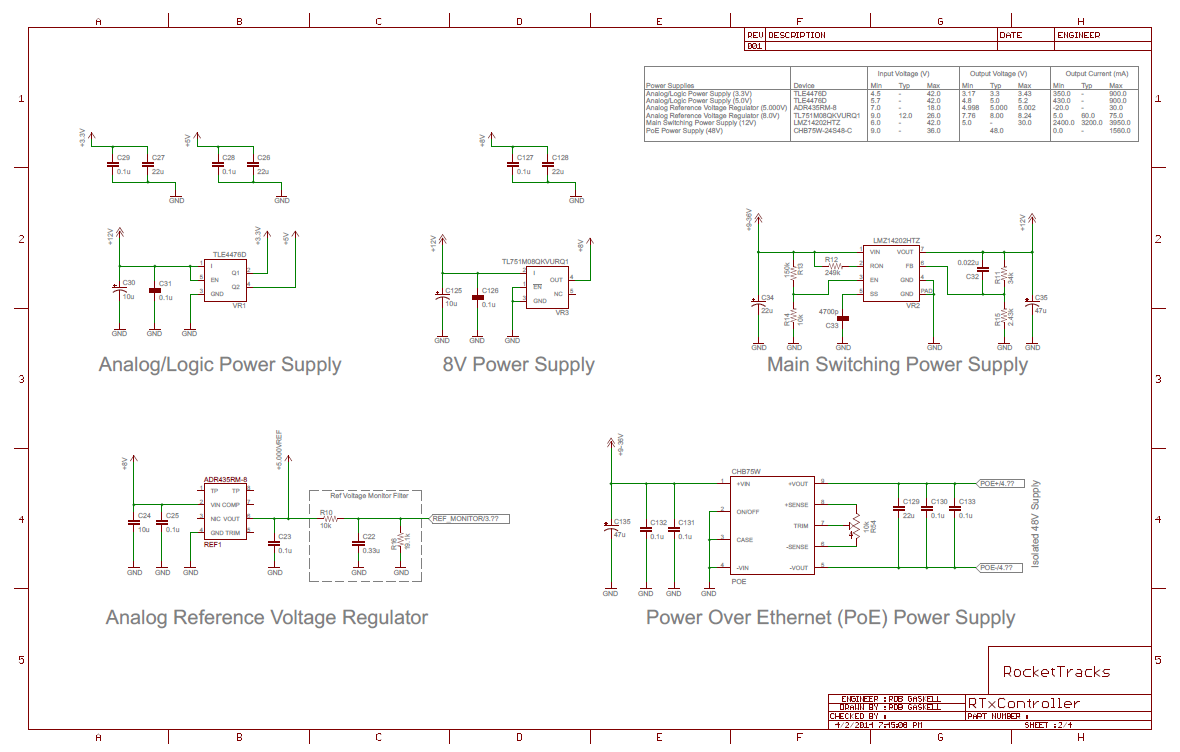 A B C D E F G H
REV DESCRIPTION DATE ENGINEER
001
Input Voltage (V) Output Voltage (V) Output Current (mA)
Power Supplies Device Min Typ Max Min Typ Max Min Typ Max
Analog/Logic Power Supply (3.3V) TLE4476D 4.5 - 42.0 3.17 3.3 3.43 350.0 - 900.0
Analog/Logic Power Supply (5.0V) TLE4476D 5.7 - 42.0 4.8 5.0 5.2 430.0 - 900.0
Analog Reference Voltage Regulator (5.000V) ADR435RM-8 7.0 - 18.0 4.998 5.000 5.002 -20.0 - 30.0
Analog Reference Voltage Regulator (8.0V) TL751M08QKVURQ1 9.0 12.0 26.0 7.76 8.00 8.24 5.0 60.0 75.0
Main Switching Power Supply (12V) LMZ14202HTZ 6.0 - 42.0 5.0 - 30.0 2400.0 3200.0 3950.0
PoE Power Supply (48V) CHB75W-24S48-C 9.0 - 36.0 48.0 0.0 - 1560.0
1 1
+3.3V +5V +8V
C29 0.1u C27 22u C28 0.1u C26 22u C127 0.1u C128 22u
GND GND GND
2 2
+12V +3.3V +5V
TLE4476D
I Q1
EN Q2
GND
VR1
C30 10u C31 0.1u
GND GND GND
Analog/Logic Power Supply
+12V +8V
TL751M08QKVURQ1
I OUT
EN NC
GND
VR3
C125 10u C126 0.1u
GND GND GND
8V Power Supply
+9-36V +12V
LMZ14202HTZ
VIN VOUT
RON FB
EN GND
SS GND PAD
VR2
150k R13 R12 249k
R14 10k
C34 22u
4700p C33
0.022u C32
R11 34k
R15 2.43k
C35 47u
GND GND GND GND GND GND
Main Switching Power Supply
3 3
+8V +5.000VREF
ADR435RM-8
TP TP
VIN COMP
NIC VOUT
GND TRIM
REF1
C24 10u C25 0.1u C23 0.1u
Ref Voltage Monitor Filter
R10 10k
C22 0.33u
R16 19.1k
REF_MONITOR/3.??
GND GND GND GND GND GND
Analog Reference Voltage Regulator
4 4
+9-36V
CHB75W
+VIN +VOUT
ON/OFF +SENSE
TRIM
CASE -SENSE
-VIN -VOUT
POE
C135 47u C132 0.1u C131 0.1u
10k R54
C129 22u C130 0.1u C133 0.1u
POE+/4.??
POE-/4.??
Isolated 48V Supply
GND GND GND GND
Power Over Ethernet (PoE) Power Supply
5 5
RocketTracks
ENGINEER :ROB GASKELL
DRAWN BY :ROB GASKELL
RTxController
CHECKED BY : PART NUMBER :
4/2/2014 7:45:08 PM SHEET :2/4
A B C D E F G H